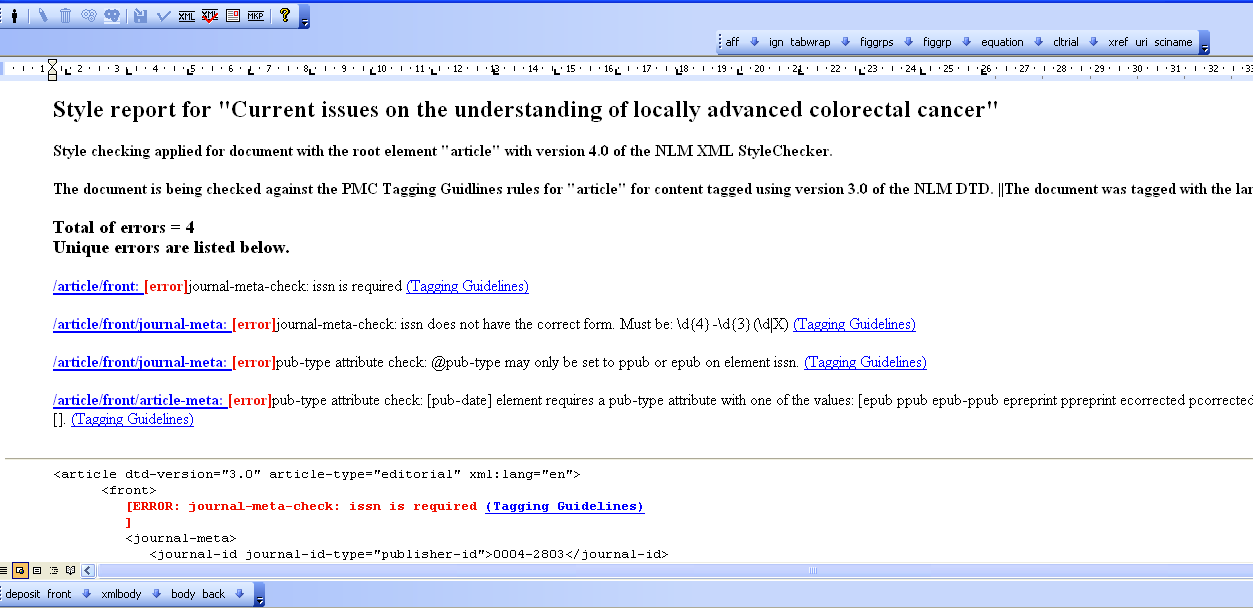 XML XML MKP ?
aff ign tabwrap figgrps figgrp equation cltrial xref uri sciname
1 2 3 4 5 6 7 8 9 10 11 12 13 14 15 16 17 18 19 20 21 22 23 24 25 26 27 28 29 30 31 32 33
Style report for "Current issues on the understanding of locally advanced colorectal cancer"
Style checking applied for document with the root element "article" with version 4.0 of the NLM XML StyleChecker.
The document is being checked against the PMC Tagging Guidlines rules for "article" for content tagged using version 3.0 of the NLM DTD. ||The document was tagged with the lan
Total of errors = 4
Unique errors are listed below.
/article/front: [error]journal-meta-check: issn is required (Tagging Guidelines)
/article/front/journal-meta: [error]journal-meta-check: issn does not have the correct form. Must be: \d{4}-\d{3}(\d|X) (Tagging Guidelines)
/article/front/journal-meta: [error]pub-type attribute check: @pub-type may only be set to ppub or epub on element issn. (Tagging Guidelines)
/article/front/article-meta: [error]pub-type attribute check: [pub-date] element requires a pub-type attribute with one of the values: [epub ppub epub-ppub epreprint ppreprint ecorrected pcorrected
[]. (Tagging Guidelines)
<article dtd-version="3.0" article-type="editorial" xml:lang="en">
<front>
[ERROR: journal-meta-check: issn is required (Tagging Guidelines)
]
<journal-meta>
<journal-id journal-id-type="publisher-id">0004-2803</journal-id>
deposit front xmlbody body back